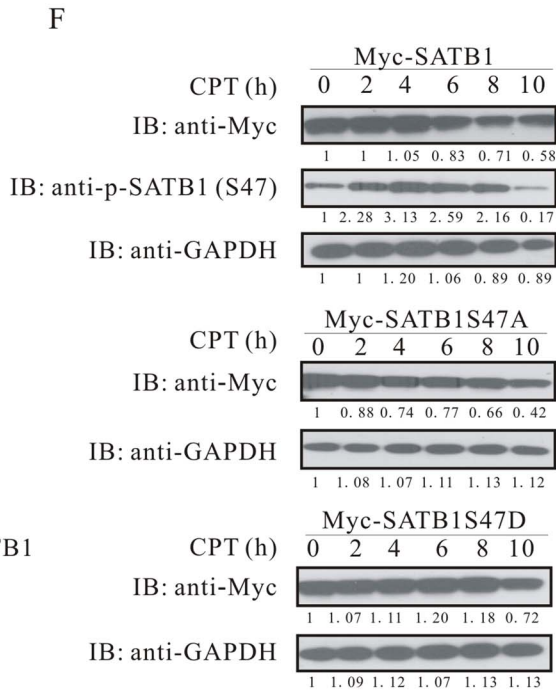 F
Myc-SATB1
CPT (h) 0 2 4 6 8 10
IB: anti-Myc
1 1 1.05 0.83 0.71 0.58
IB: anti-p-SATB1 (S47)
1 2.28 3.13 2.59 2.16 0.17
IB: anti-GAPDH
1 1 1.20 1.06 0.89 0.89
Myc-SATB1S47A
CPT (h) 0 2 4 6 8 10
IB: anti-Myc
1 0.88 0.74 0.77 0.66 0.42
IB: anti-GAPDH
1 1.08 1.07 1.11 1.13 1.12
Myc-SATB1S47D
B1 CPT (h) 0 2 4 6 8 10
IB: anti-Myc
1 1.07 1.11 1.20 1.18 0.72
IB: anti-GAPDH
1 1.09 1.12 1.07 1.13 1.13